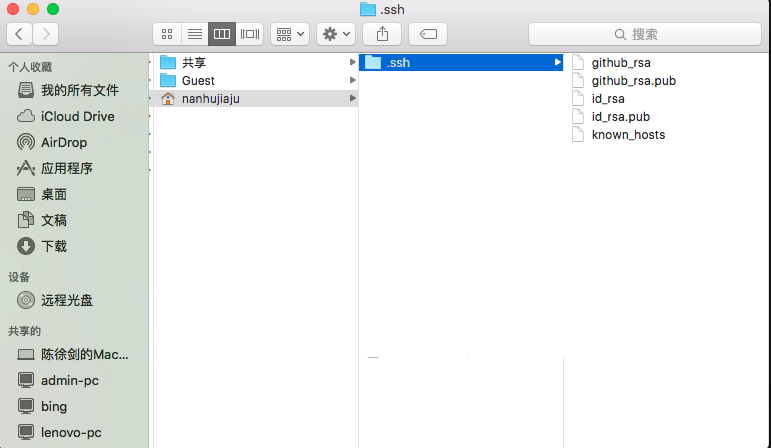 .ssh
搜索
个人收藏
我的所有文件
iCloud Drive
AirDrop
应用程序
桌面
文稿
下载
设备
远程光盘
共享的
陈徐剑的Mac...
admin-pc
bing
lenovo-pc
共享
Guest
nanhujiaju
.ssh
github_rsa
github_rsa.pub
id_rsa
id_rsa.pub
known_hosts